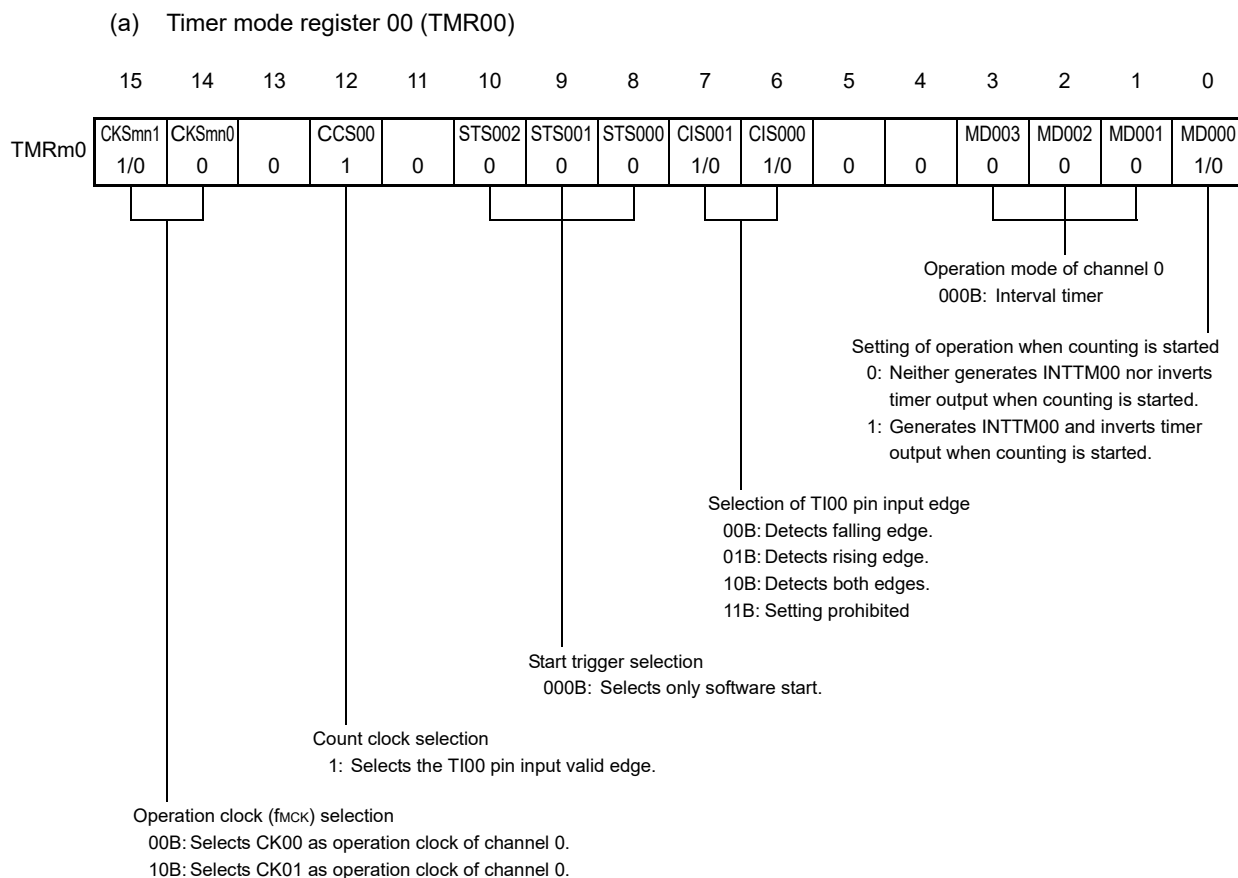 (a) Timer mode register 00 (TMR00)
15 14 13 12 11 10 9 8 7 6 5 4 3 2 1 0
TMRm0
CKSmn1 CKSmn0 CCS00 STS002 STS001 STS000 CIS001 CIS000 MD003 MD002 MD001 MD000
1/0 0 0 1 0 0 0 0 1/0 1/0 0 0 0 0 0 1/0
Operation mode of channel 0
000B: Interval timer
Setting of operation when counting is started
0: Neither generates INTTM00 nor inverts
timer output when counting is started.
1: Generates INTTM00 and inverts timer
output when counting is started.
Selection of TI00 pin input edge
00B: Detects falling edge.
01B: Detects rising edge.
10B: Detects both edges.
11B: Setting prohibited
Start trigger selection
000B: Selects only software start.
Count clock selection
1: Selects the TI00 pin input valid edge.
Operation clock (fMCK) selection
00B: Selects CK00 as operation clock of channel 0.
10B: Selects CK01 as operation clock of channel 0.